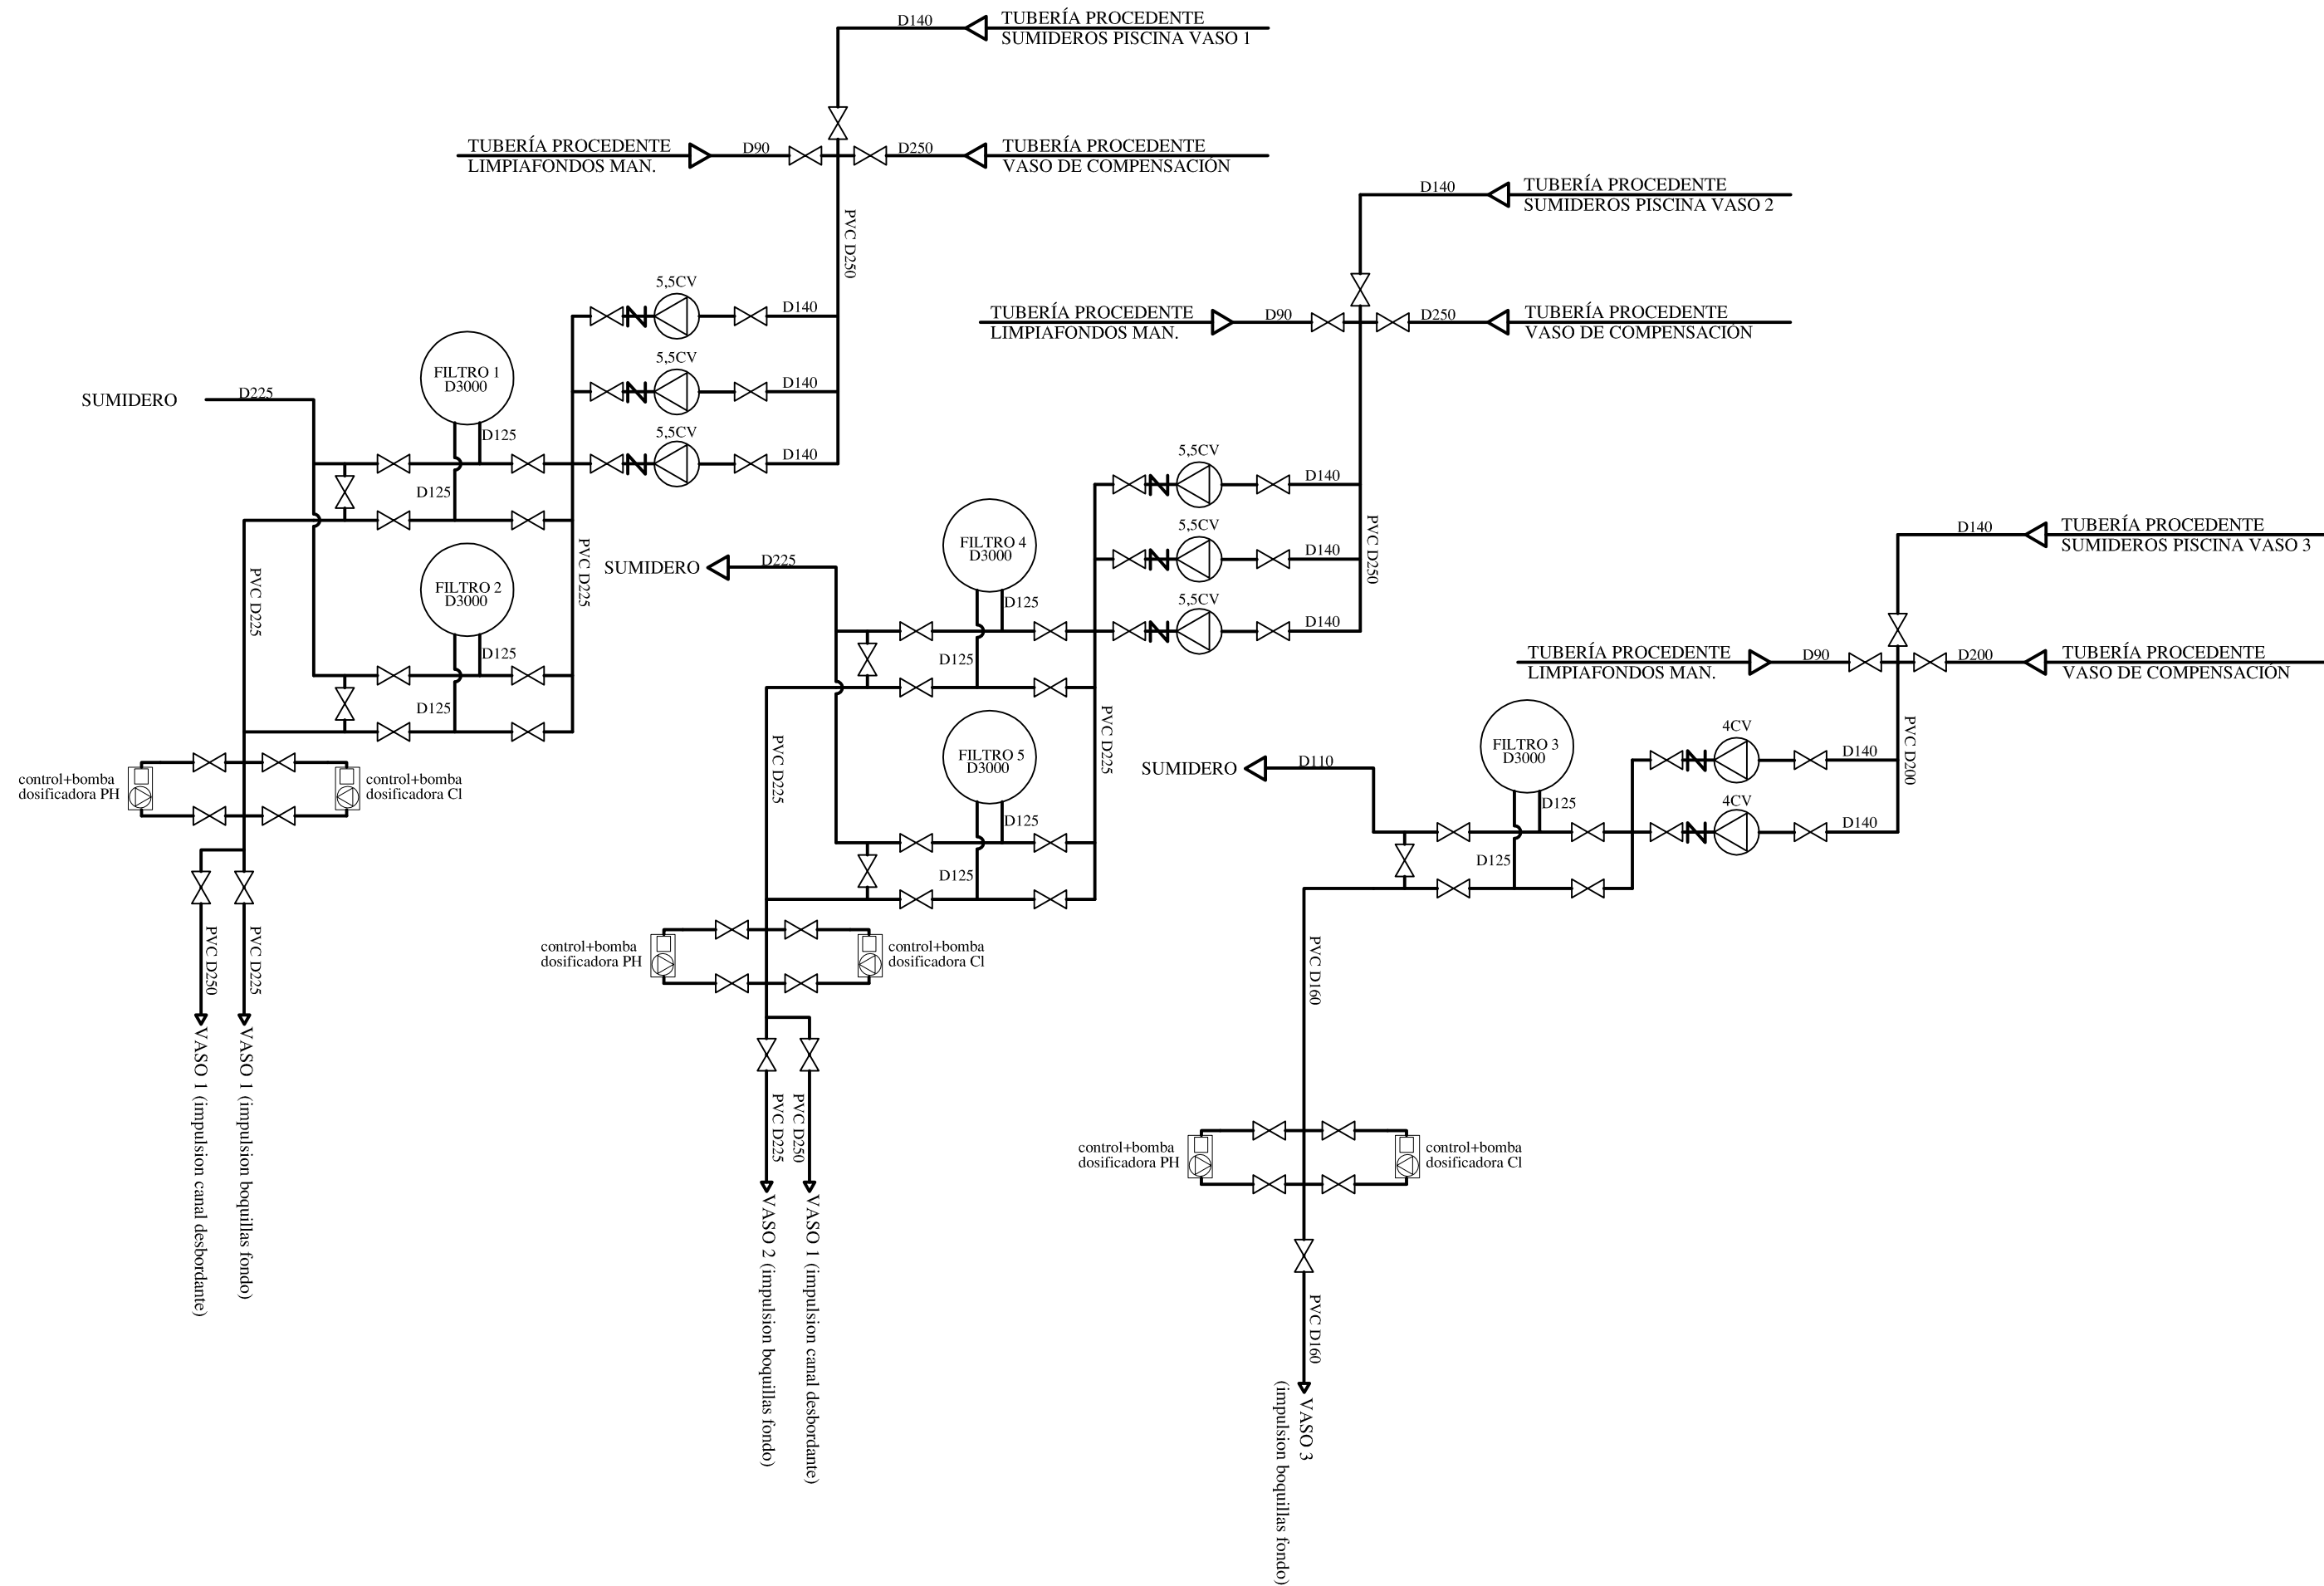 D140
TUBERÍA PROCEDENTE
SUMIDEROS PISCINA VASO 1
TUBERÍA PROCEDENTE
LIMPIAFONDOS MAN.
D90
D250
TUBERÍA PROCEDENTE
VASO DE COMPENSACIÓN
PVC D250
5,5CV
D140
5,5CV
D140
5,5CV
D140
FILTRO 1
D3000
D125
D125
SUMIDERO
D225
FILTRO 2
D3000
D125
D125
PVC D225
PVC D225
control+bomba
dosificadora PH
control+bomba
dosificadora Cl
PVC D250
PVC D225
VASO 1 (impulsion canal desbordante)
VASO 1 (impulsion boquillas fondo)
D140
TUBERÍA PROCEDENTE
SUMIDEROS PISCINA VASO 2
TUBERÍA PROCEDENTE
LIMPIAFONDOS MAN.
D90
D250
TUBERÍA PROCEDENTE
VASO DE COMPENSACIÓN
5,5CV
D140
5,5CV
D140
5,5CV
D140
PVC D250
FILTRO 4
D3000
D125
D125
SUMIDERO
D225
FILTRO 5
D3000
D125
D125
PVC D225
PVC D225
control+bomba
dosificadora PH
control+bomba
dosificadora Cl
PVC D225
PVC D250
VASO 2 (impulsion boquillas fondo)
VASO 1 (impulsion canal desbordante)
D140
TUBERÍA PROCEDENTE
SUMIDEROS PISCINA VASO 3
TUBERÍA PROCEDENTE
LIMPIAFONDOS MAN.
D90
D200
TUBERÍA PROCEDENTE
VASO DE COMPENSACIÓN
PVC D200
4CV
D140
4CV
D140
FILTRO 3
D3000
D125
D125
SUMIDERO
D110
PVC D160
control+bomba
dosificadora PH
control+bomba
dosificadora Cl
PVC D160
VASO 3
(impulsion boquillas fondo)